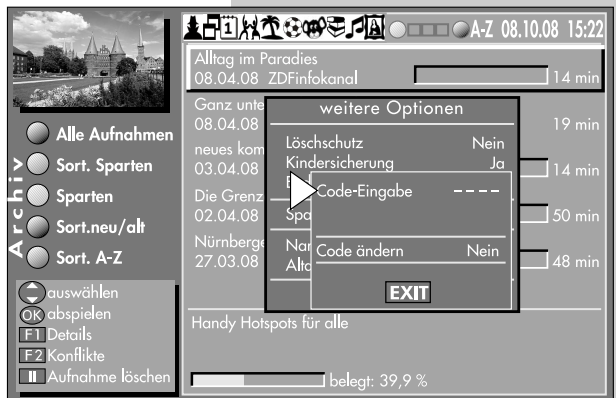 A-Z 08.10.08 15:22
Alltag im Paradies
08.04.08 ZDFinfokanal 14 min
Ganz unte
08.04.08 19 min
neues kom
03.04.08 14 min
Die Grenz
02.04.08 50 min
Nürnberge
27.03.08 48 min
weitere Optionen
Löschschutz Nein
Kindersicherung Ja
Spa
Nar
Alta
Code-Eingabe – – – –
Code ändern Nein
EXIT
Handy Hotspots für alle
belegt: 39,9 %
Archiv
Alle Aufnahmen
Sort. Sparten
Sparten
Sort.neu/alt
Sort. A-Z
auswählen
OK abspielen
F1 Details
F2 Konflikte
Aufnahme löschen